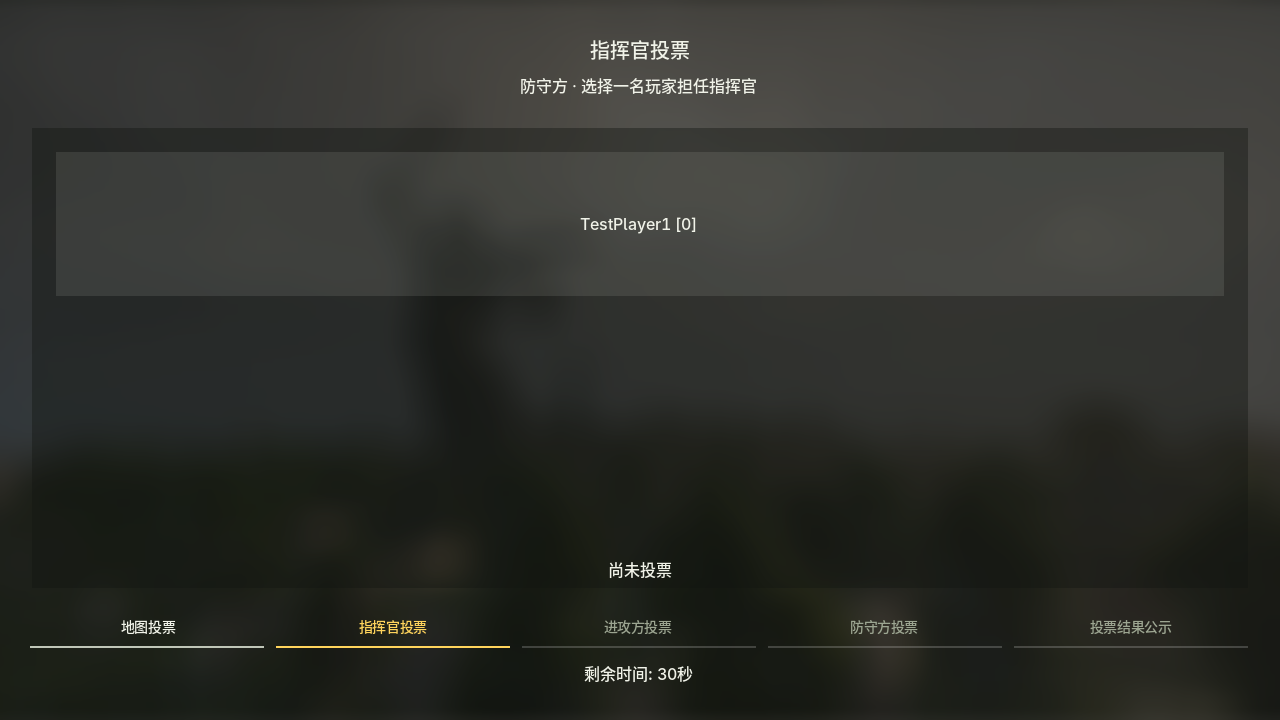 指挥官投票
防守方 · 选择一名玩家担任指挥官
TestPlayer1 [0]
尚未投票
地图投票
指挥官投票
进攻方投票
防守方投票
投票结果公示
剩余时间: 30秒